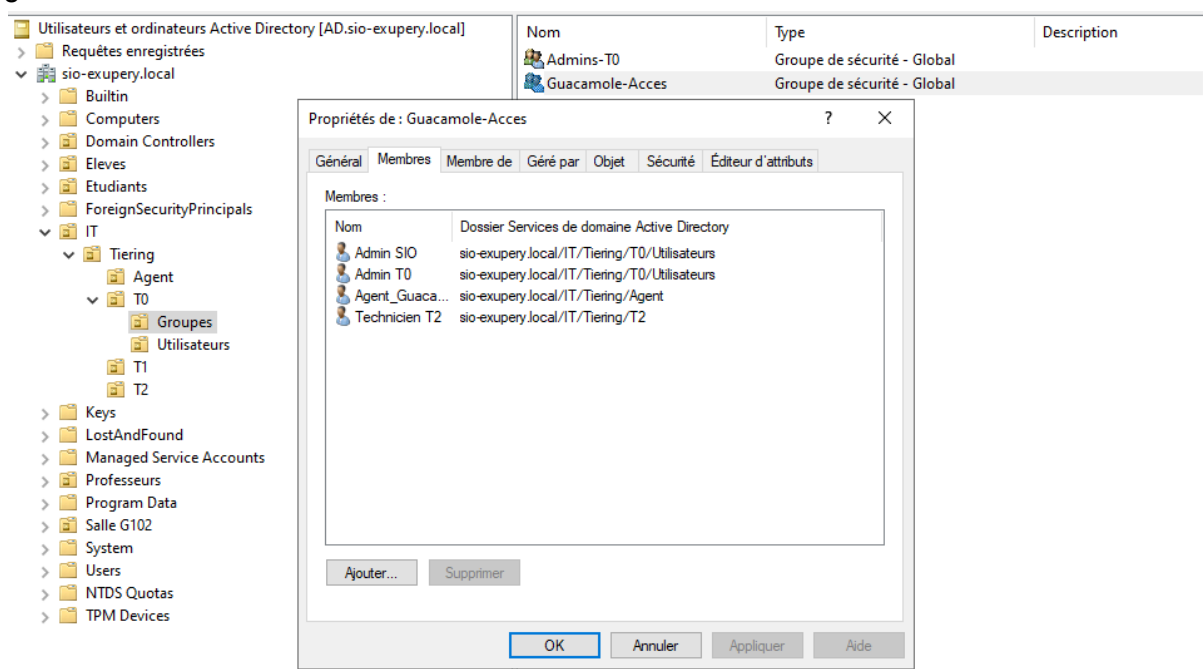 Utilisateurs et ordinateurs Active Directory [AD.sio-exupery.local]
Requêtes enregistrées
sio-exupery.local
Builtin
Computers
Domain Controllers
Eleves
Etudiants
ForeignSecurityPrincipals
IT
Tiering
Agent
T0
Groupes
Utilisateurs
T1
T2
Keys
LostAndFound
Managed Service Accounts
Professeurs
Program Data
Salle G102
System
Users
NTDS Quotas
TPM Devices
Nom Type Description
Admins-T0 Groupe de sécurité - Global
Guacamole-Acces Groupe de sécurité - Global
Propriétés de : Guacamole-Acces ? ×
Général Membres Membre de Géré par Objet Sécurité Éditeur d'attributs
Membres :
Nom Dossier Services de domaine Active Directory
Admin SIO sio-exupery.local/IT/Tiering/T0/Utilisateurs
Admin T0 sio-exupery.local/IT/Tiering/T0/Utilisateurs
Agent_Guaca... sio-exupery.local/IT/Tiering/Agent
Technicien T2 sio-exupery.local/IT/Tiering/T2
Ajouter... Supprimer
OK Annuler Appliquer Aide